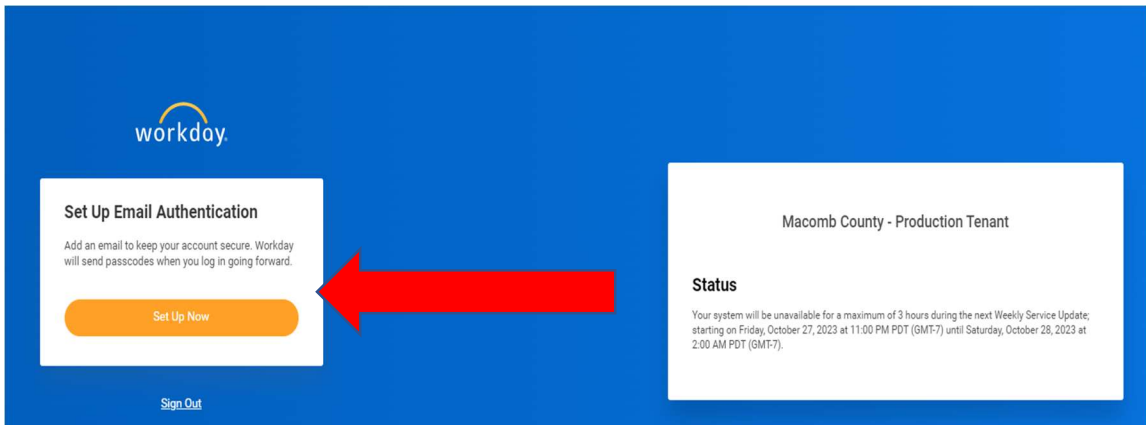 workday.
Set Up Email Authentication
Add an email to keep your account secure. Workday
will send passcodes when you log in going forward.
Set Up Now
Sign Out
Macomb County - Production Tenant
Status
Your system will be unavailable for a maximum of 3 hours during the next Weekly Service Update;
starting on Friday, October 27, 2023 at 11:00 PM PDT (GMT-7) until Saturday, October 28, 2023 at
2:00 AM PDT (GMT-7).